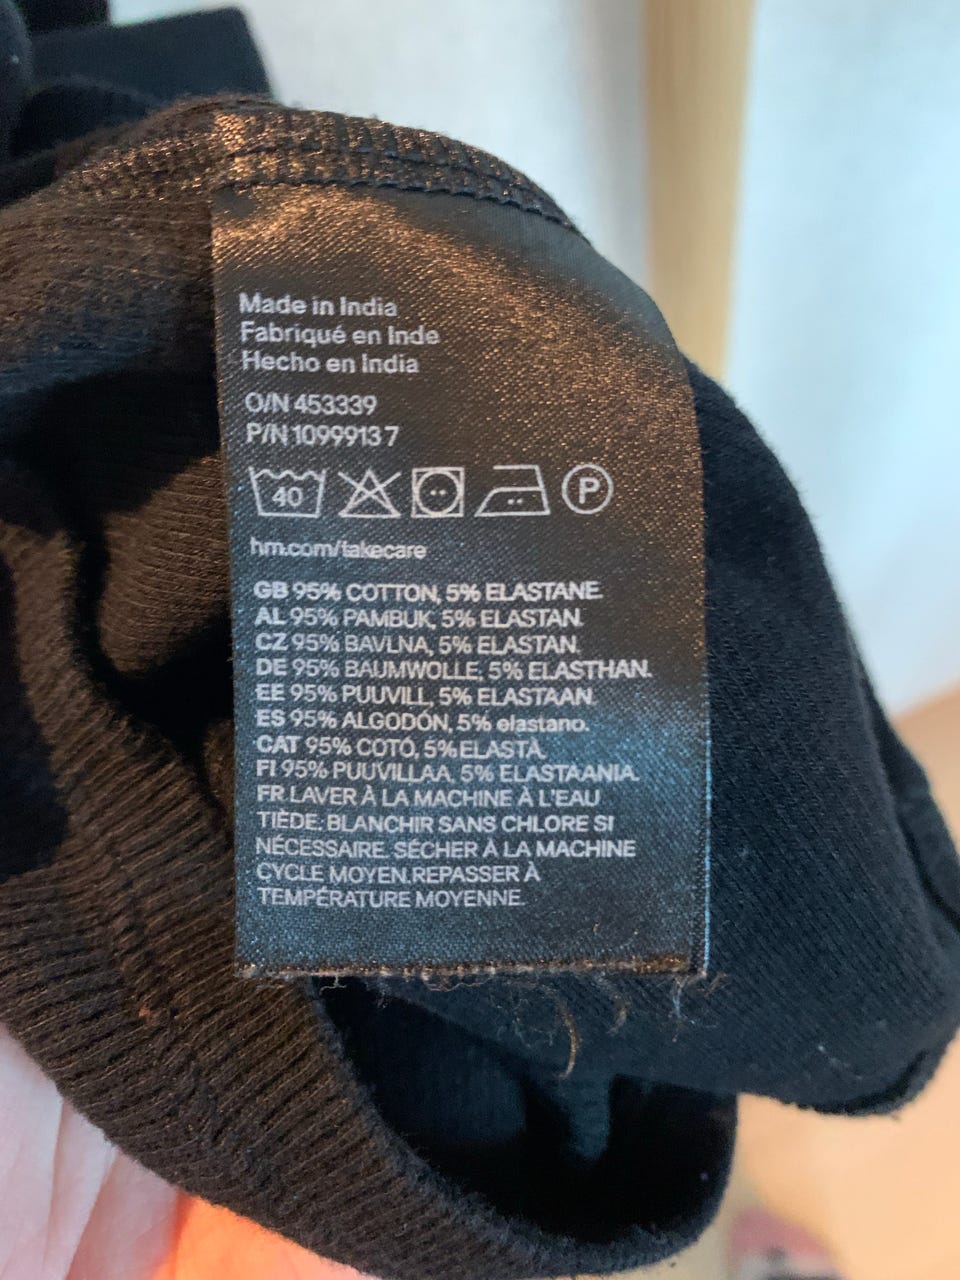 Made in India
Fabriqué en Inde
Hecho en India
O/N 453339
P/N 1099913 7
40 P
hm.com/takecare
GB 95% COTTON, 5% ELASTANE.
AL 95% PAMBUK, 5% ELASTAN.
CZ 95% BAVLNA, 5% ELASTAN.
DE 95% BAUMWOLLE, 5% ELASTHAN.
EE 95% PUUVILL, 5% ELASTAAN.
ES 95% ALGODÓN, 5% elastano.
CAT 95% COTÓ, 5% ELASTÀ.
FI 95% PUUVILLAA, 5% ELASTAANIA.
FR LAVER À LA MACHINE À L'EAU
TIÈDE. BLANCHIR SANS CHLORE SI
NÉCESSAIRE. SÉCHER À LA MACHINE
CYCLE MOYEN.REPASSER À
TEMPÉRATURE MOYENNE.